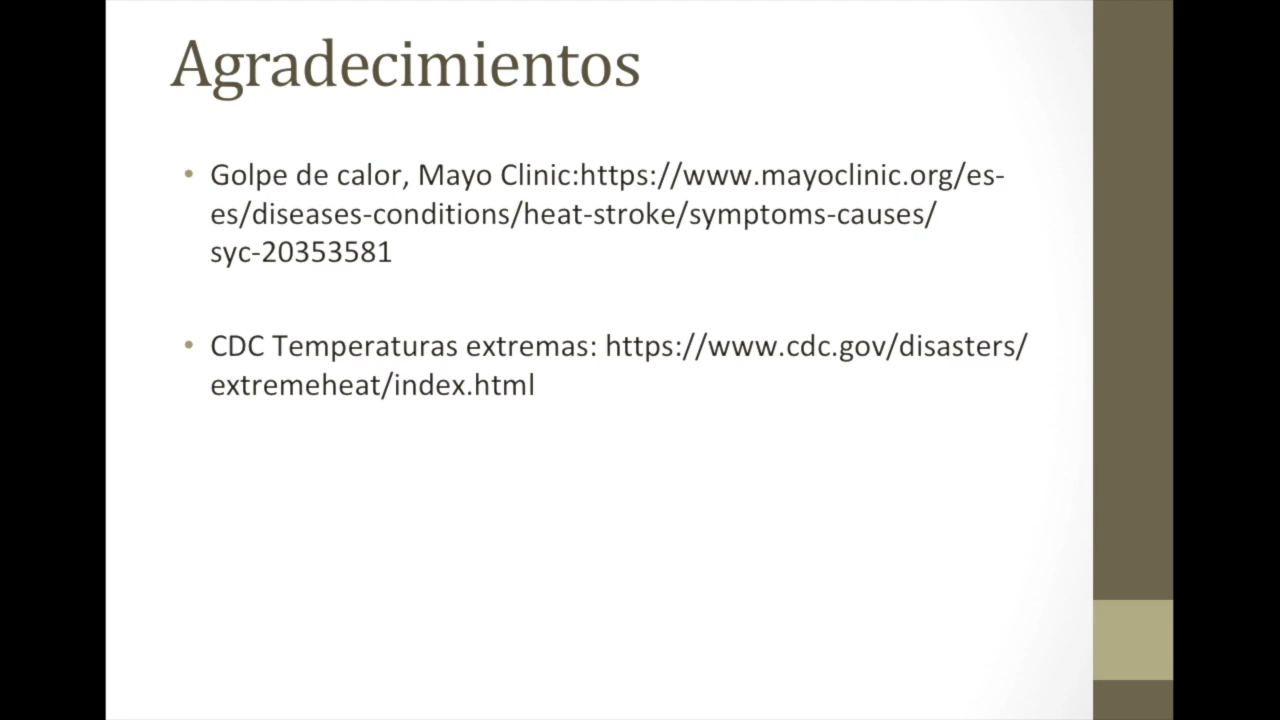 Agradecimientos
• Golpe de calor, Mayo Clinic:https://www.mayoclinic.org/es-
es/diseases-conditions/heat-stroke/symptoms-causes/
syc-20353581
• CDC Temperaturas extremas: https://www.cdc.gov/disasters/
extremeheat/index.html